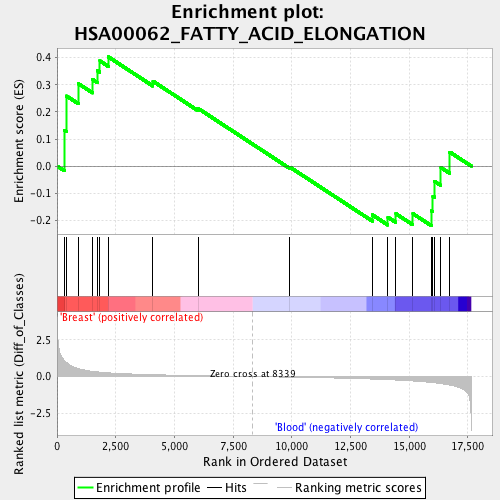 Enrichment plot:
HSA00062_FATTY_ACID_ELONGATION
Enrichment score (ES)
0.4
0.3
0.2
0.1
0.0
-0.1
-0.2
Ranked list metric (Diff_of_Classes)
'Breast' (positively correlated)
2.5
0.0
-2.5
Zero cross at 8339
'Blood' (negatively correlated)
0
2,500
5,000
7,500
10,000
12,500
15,000
17,500
Rank in Ordered Dataset
Enrichment profile
Hits
Ranking metric scores